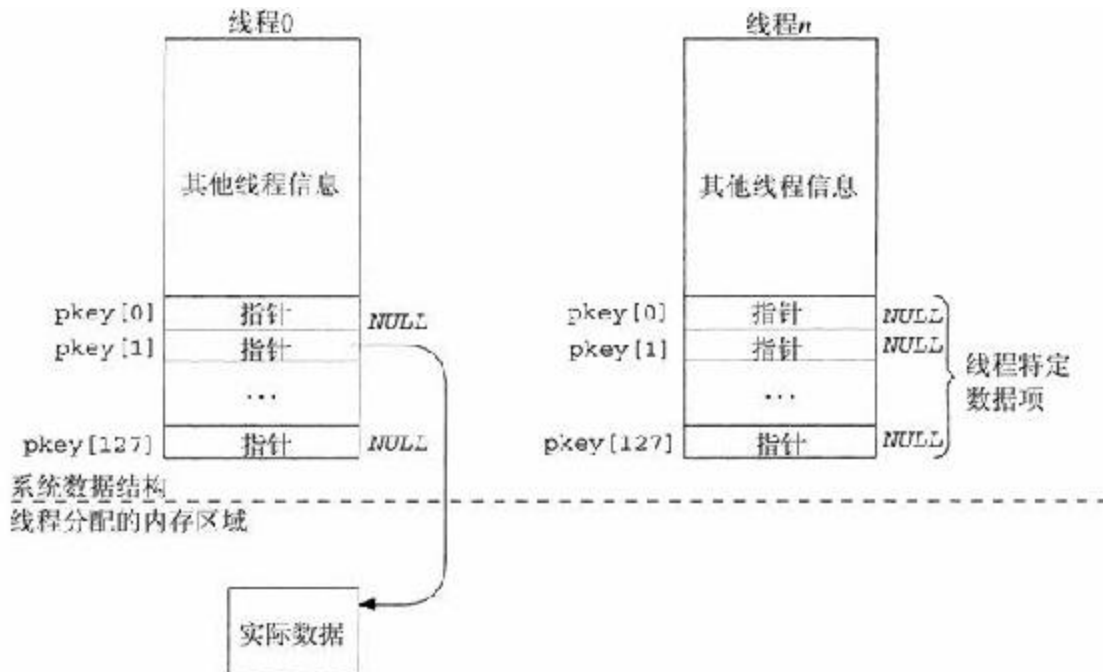 线程0
线程n
其他线程信息
其他线程信息
pkey[0] 指针 NULL
pkey[1] 指针
...
pkey[127] 指针 NULL
pkey[0] 指针 NULL
pkey[1] 指针 NULL
...
pkey[127] 指针 NULL
线程特定
数据项
系统数据结构
线程分配的内存区域
实际数据